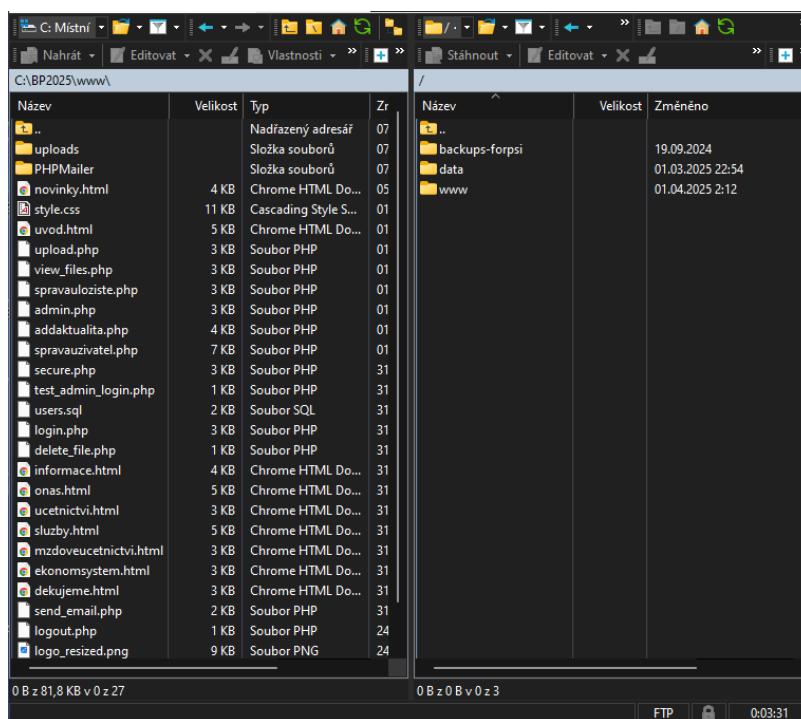 C: Místní
/
Nahrát Editovat Vlastnosti »
Stáhnout Editovat »
C:\BP2025\www\
/
Název Velikost Typ Zr
.. Nadřazený adresář 07
uploads Složka souborů 07
PHPMailer Složka souborů 07
novinky.html 4 KB Chrome HTML Do... 05
style.css 11 KB Cascading Style S... 01
uvod.html 5 KB Chrome HTML Do... 01
upload.php 3 KB Soubor PHP 01
view_files.php 3 KB Soubor PHP 01
spravauloziste.php 3 KB Soubor PHP 01
admin.php 3 KB Soubor PHP 01
addaktualita.php 4 KB Soubor PHP 01
spravauzivatel.php 7 KB Soubor PHP 01
secure.php 3 KB Soubor PHP 31
test_admin_login.php 1 KB Soubor PHP 31
users.sql 2 KB Soubor SQL 31
login.php 3 KB Soubor PHP 31
delete_file.php 1 KB Soubor PHP 31
informace.html 4 KB Chrome HTML Do... 31
onas.html 5 KB Chrome HTML Do... 31
ucetnictvi.html 3 KB Chrome HTML Do... 31
sluzby.html 5 KB Chrome HTML Do... 31
mzdoveucetnictvi.html 3 KB Chrome HTML Do... 31
ekonomsystem.html 3 KB Chrome HTML Do... 31
dekujeme.html 3 KB Chrome HTML Do... 31
send_email.php 2 KB Soubor PHP 31
logout.php 1 KB Soubor PHP 24
logo_resized.png 9 KB Soubor PNG 24
0 B z 81,8 KB v 0 z 27
Název Velikost Změněno
..
backups-forpsi 19.09.2024
data 01.03.2025 22:54
www 01.04.2025 2:12
0 B z 0 B v 0 z 3
FTP 0:03:31